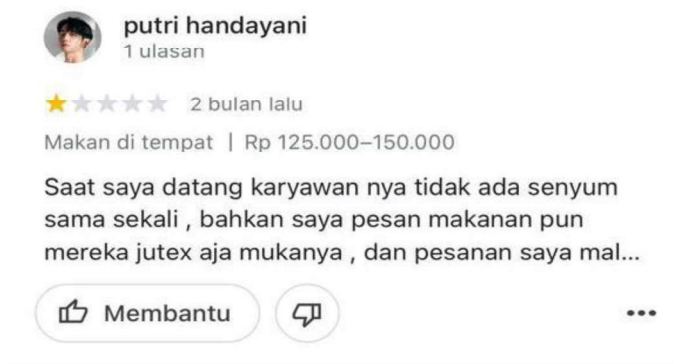 putri handayani
1 ulasan
2 bulan lalu
Makan di tempat | Rp 125.000–150.000
Saat saya datang karyawan nya tidak ada senyum
sama sekali , bahkan saya pesan makanan pun
mereka jutex aja mukanya , dan pesanan saya mal...
Membantu